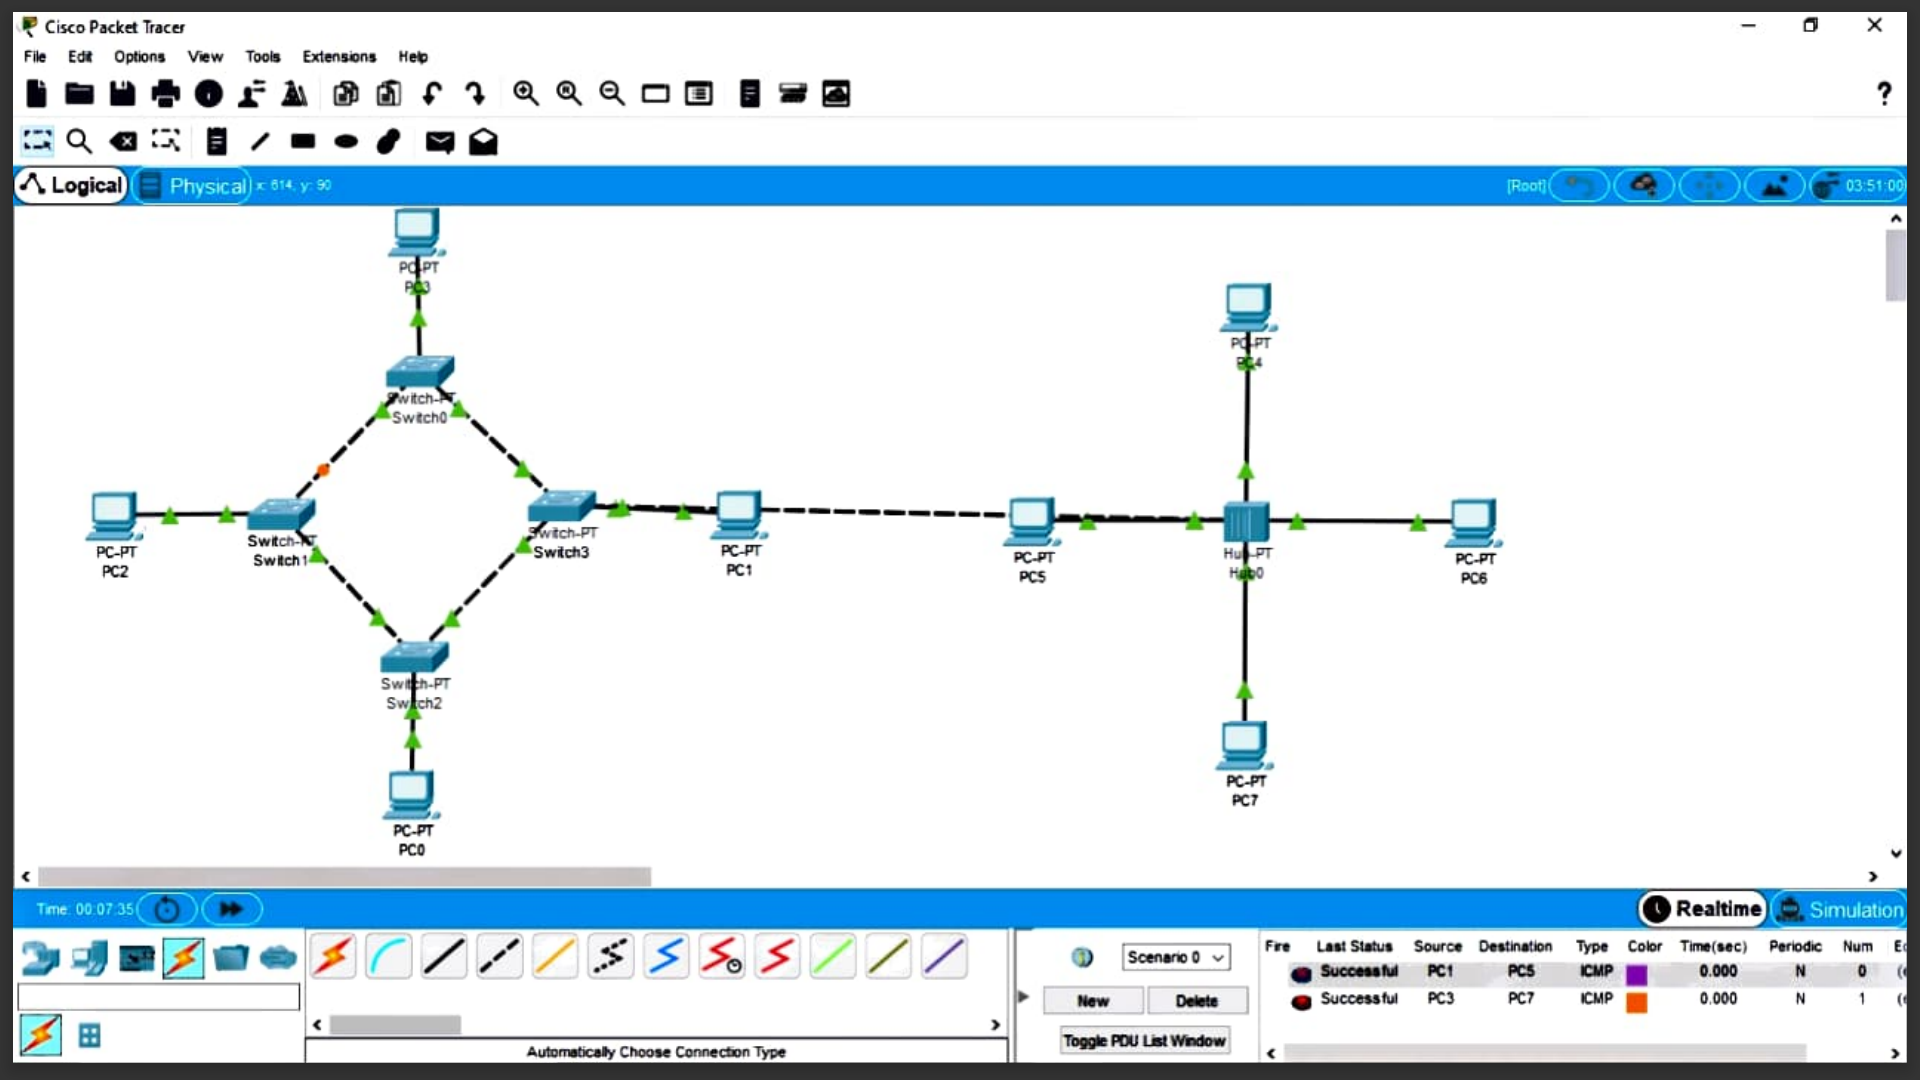 Cisco Packet Tracer
File Edit Options View Tools Extensions Help
?
Logical Physical x: 614, y: 90 [Root] 03:51:00
PC-PT
PC3
PC-PT
PC4
Switch-PT
Switch0
PC-PT
PC2
Switch-PT
Switch1
Switch-PT
Switch3
PC-PT
PC1
PC-PT
PC5
Hub-PT
Hub0
PC-PT
PC6
Switch-PT
Switch2
PC-PT
PC7
PC-PT
PC0
Time: 00:07:35 Realtime Simulation
Scenario 0
New Delete
Toggle PDU List Window
Fire Last Status Source Destination Type Color Time(sec) Periodic Num
Successful PC1 PC5 ICMP 0.000 N 0
Successful PC3 PC7 ICMP 0.000 N 1
Automatically Choose Connection Type